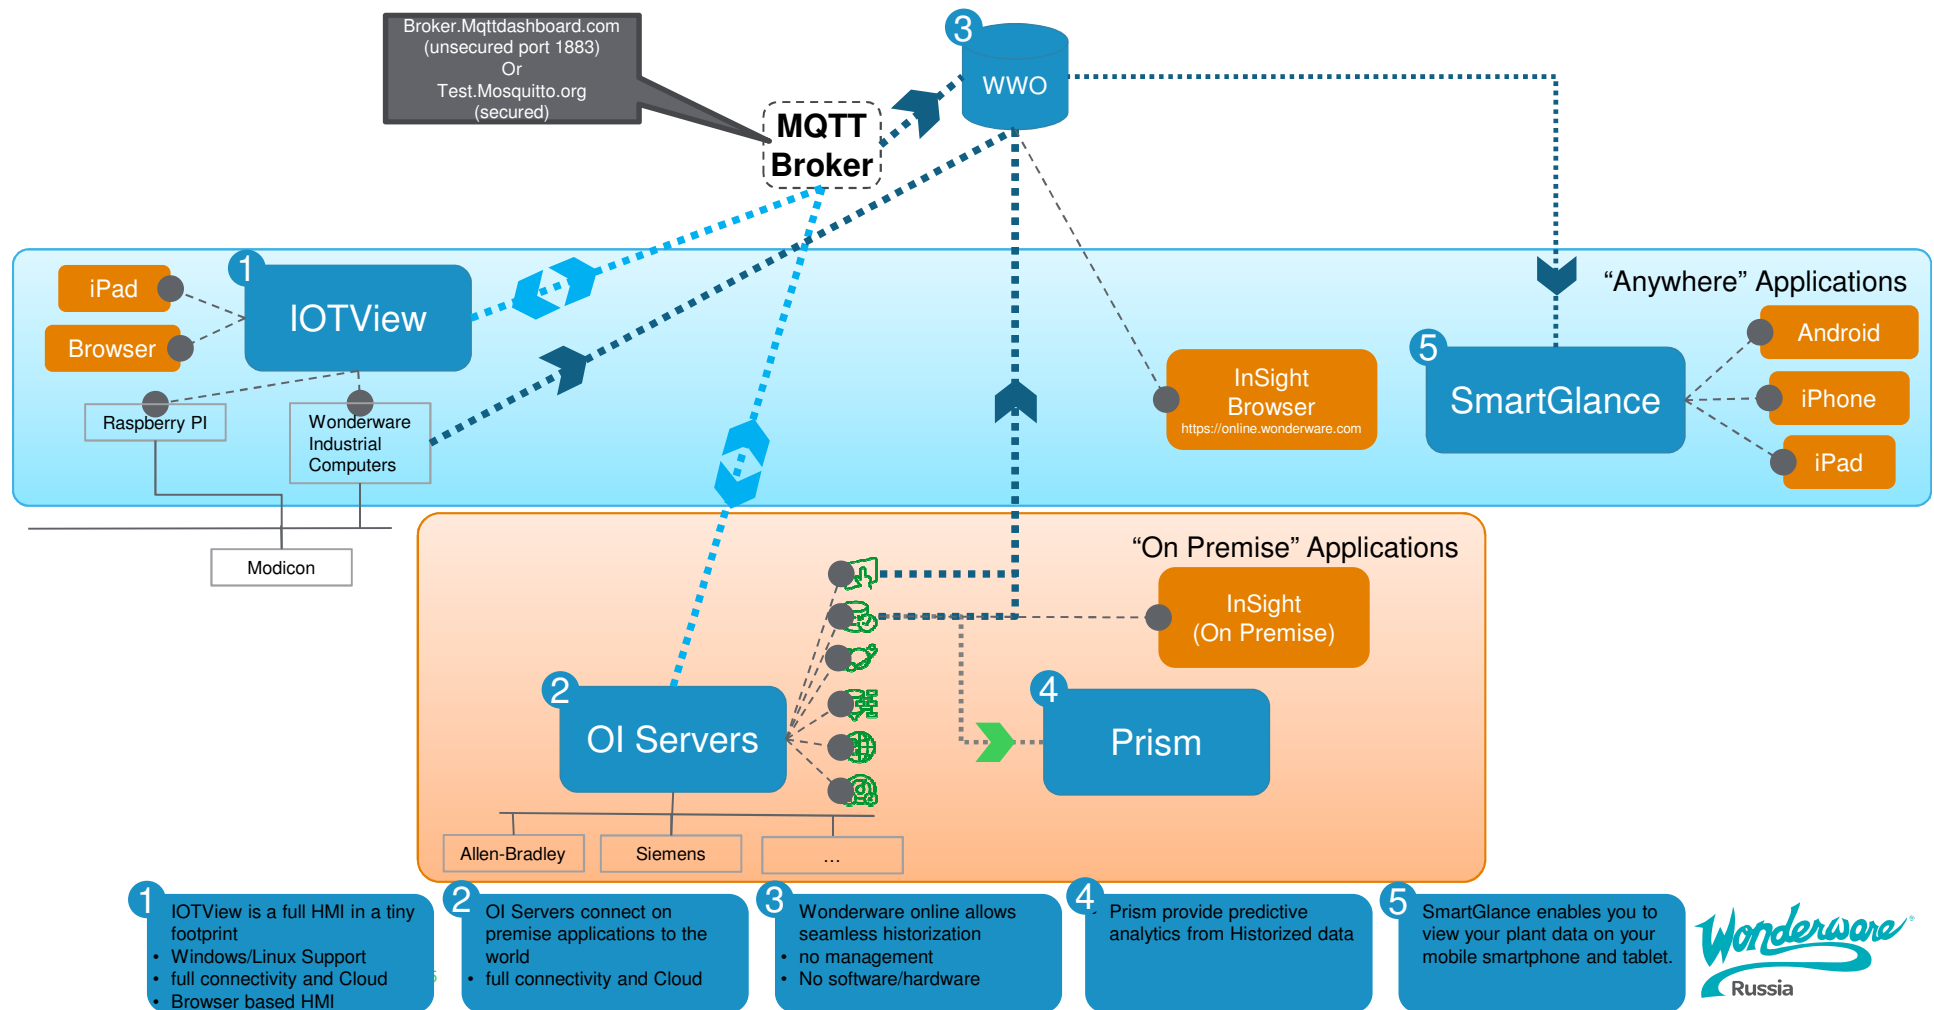 Broker.Mqttdashboard.com
(unsecured port 1883)
Or
Test.Mosquitto.org
(secured)
MQTT
Broker
3
WWO
1
IOTView
iPad
Browser
Raspberry PI
Wonderware
Industrial
Computers
Modicon
"Anywhere" Applications
InSight
Browser
https://online.wonderware.com
5
SmartGlance
Android
iPhone
iPad
"On Premise" Applications
InSight
(On Premise)
2
OI Servers
4
Prism
Allen-Bradley
Siemens
...
1
IOTView is a full HMI in a tiny
footprint
• Windows/Linux Support
• full connectivity and Cloud
• Browser based HMI
2
OI Servers connect on
premise applications to the
world
• full connectivity and Cloud
3
Wonderware online allows
seamless historization
• no management
• No software/hardware
4
Prism provide predictive
analytics from Historized data
5
SmartGlance enables you to
view your plant data on your
mobile smartphone and tablet.
Wonderware®
Russia